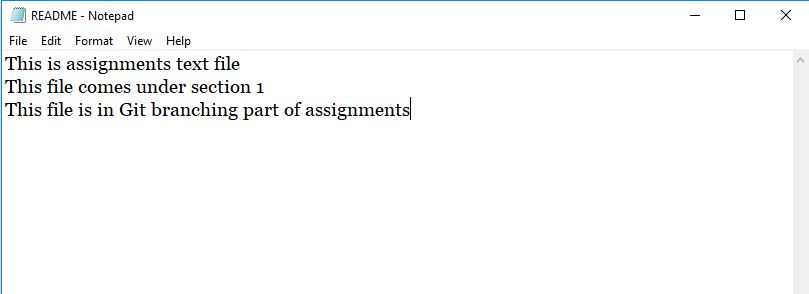 README - Notepad
File Edit Format View Help
This is assignments text file
This file comes under section 1
This file is in Git branching part of assignments